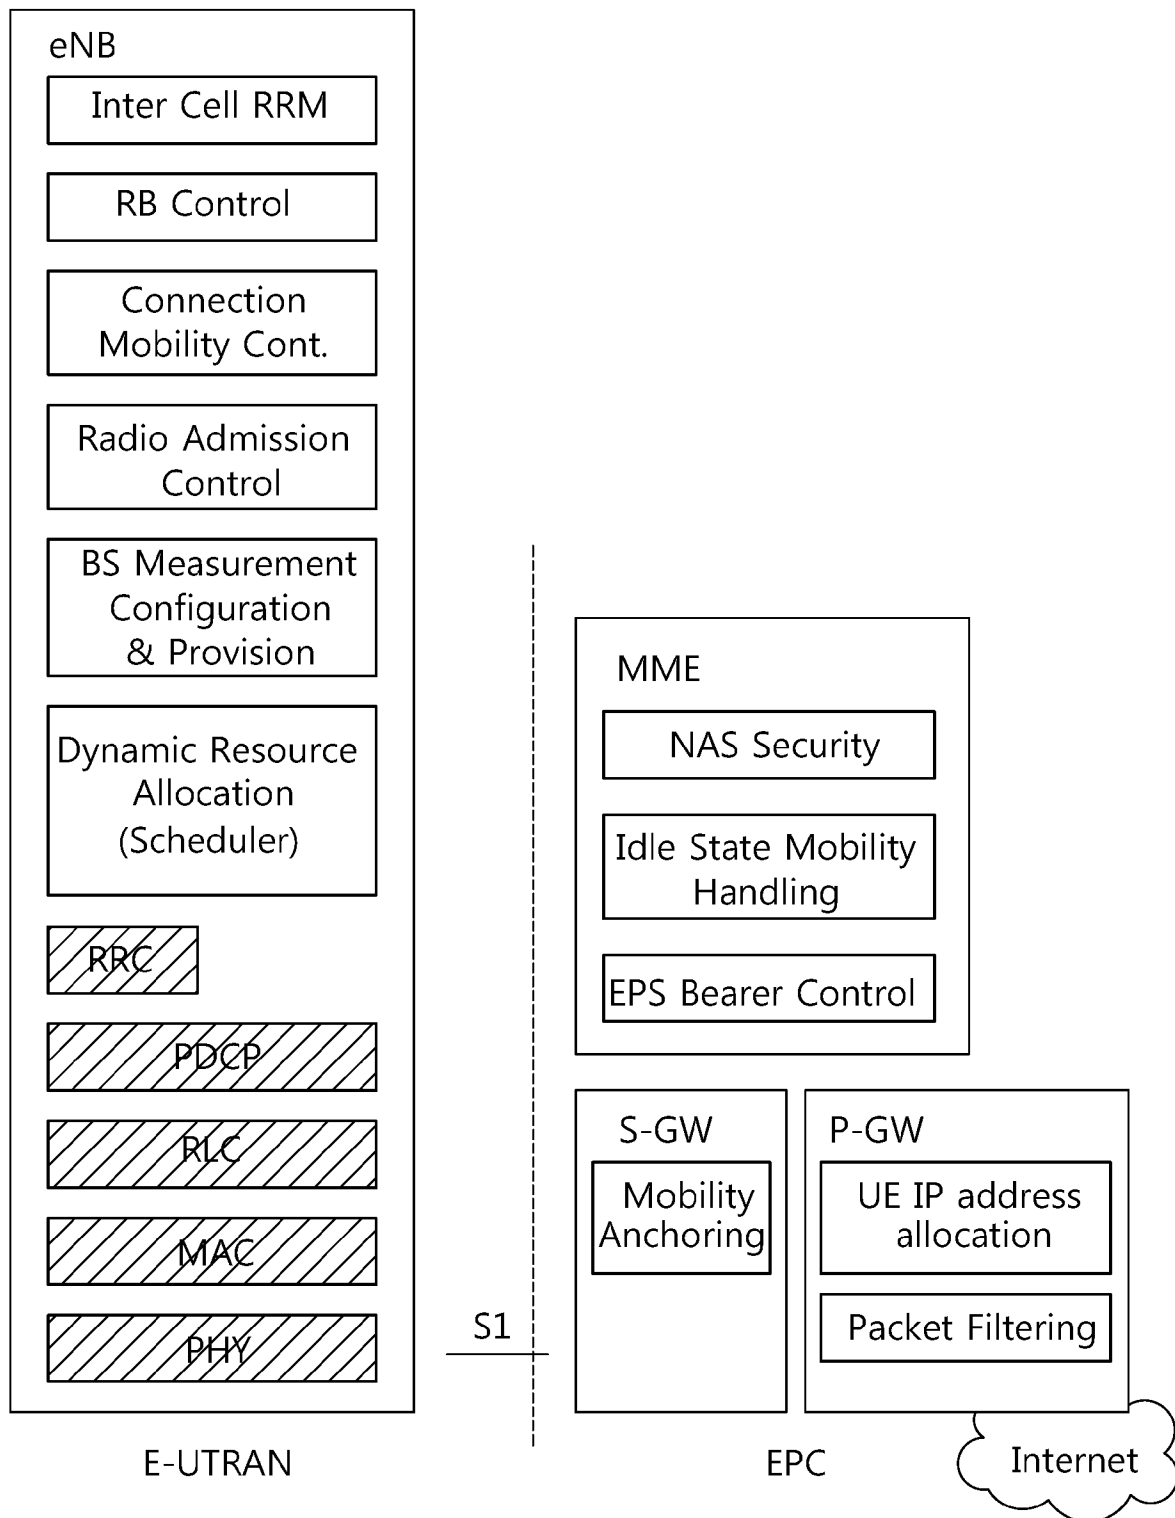 eNB
Inter Cell RRM
RB Control
Connection
Mobility Cont.
Radio Admission
Control
BS Measurement
Configuration
& Provision
Dynamic Resource
Allocation
(Scheduler)
RRC
PDCP
RLC
MAC
PHY
S1
MME
NAS Security
Idle State Mobility
Handling
EPS Bearer Control
S-GW
Mobility
Anchoring
P-GW
UE IP address
allocation
Packet Filtering
E-UTRAN
EPC
Internet